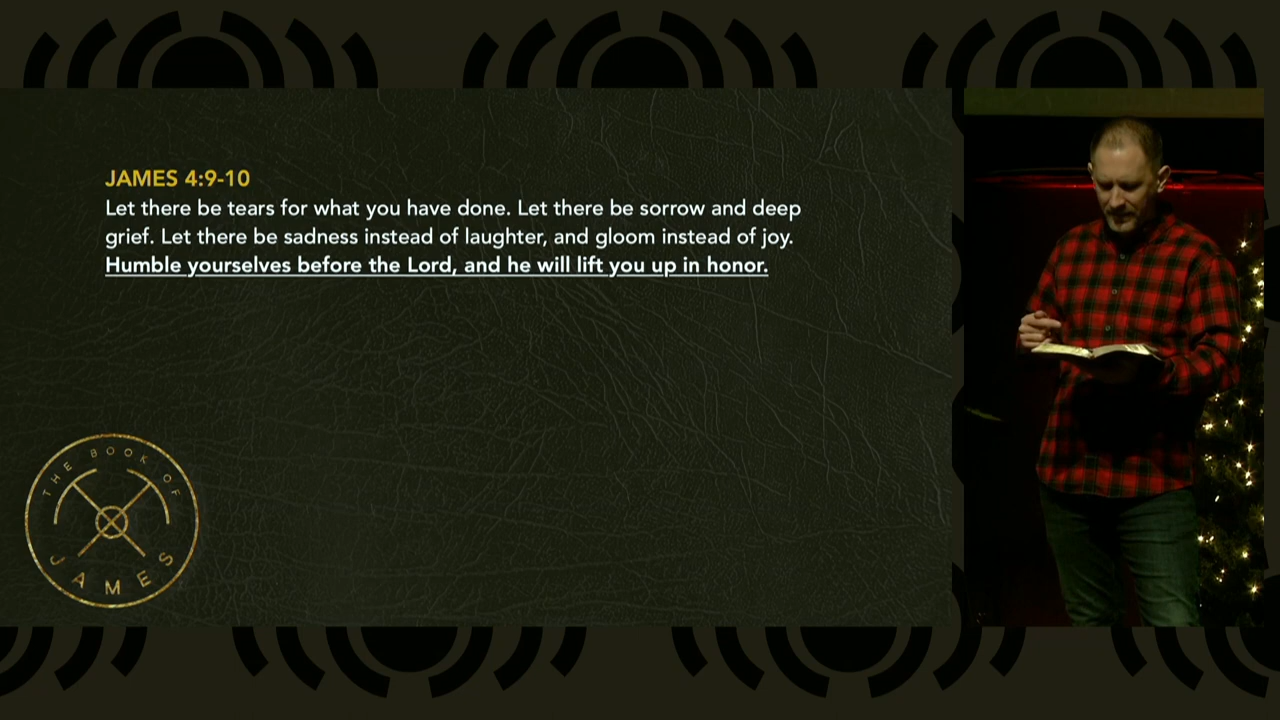 JAMES 4:9-10
Let there be tears for what you have done. Let there be sorrow and deep
grief. Let there be sadness instead of laughter, and gloom instead of joy.
Humble yourselves before the Lord, and he will lift you up in honor.
THE BOOK OF
JAMES